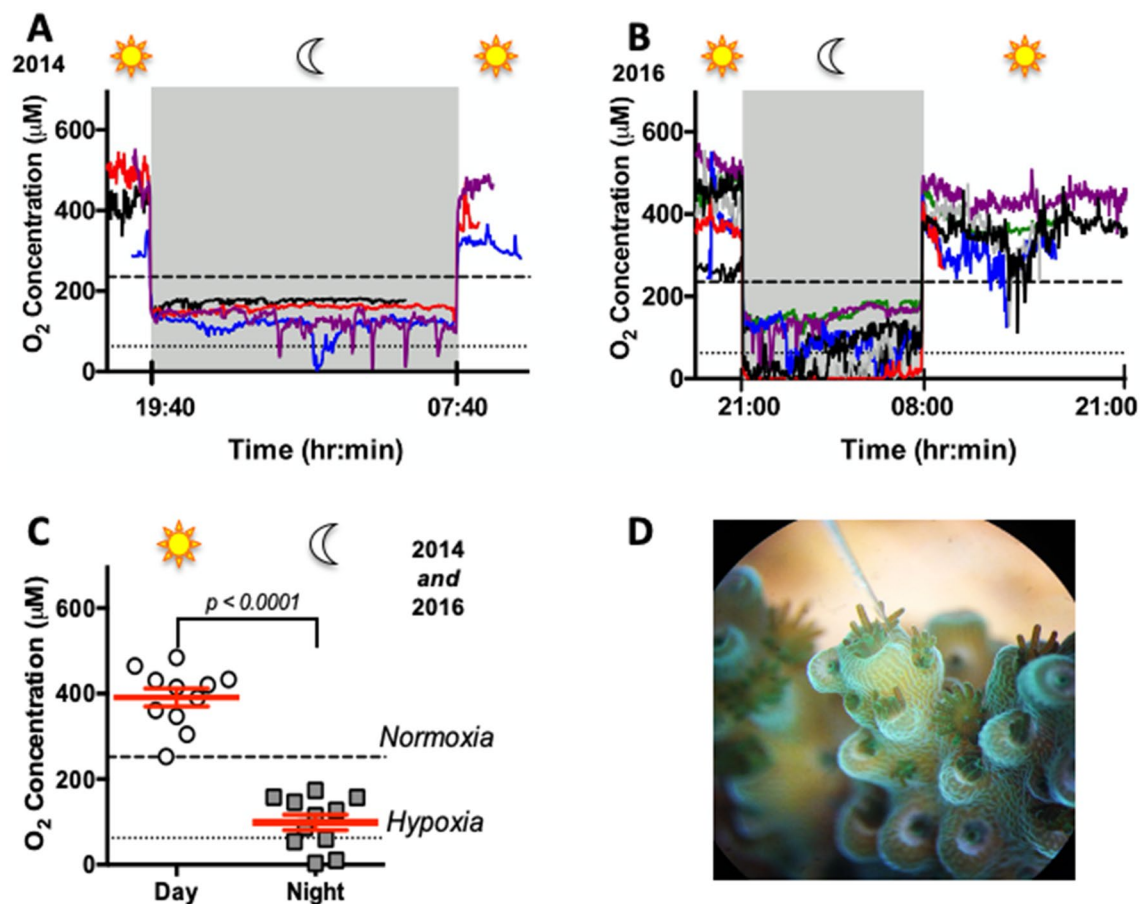 A
2014
O2 Concentration (μM)
600
400
200
0
19:40
07:40
Time (hr:min)
B
2016
O2 Concentration (μM)
600
400
200
0
21:00
08:00
21:00
Time (hr:min)
C
2014
and
2016
p < 0.0001
O2 Concentration (μM)
600
400
200
0
Normoxia
Hypoxia
Day
Night
D